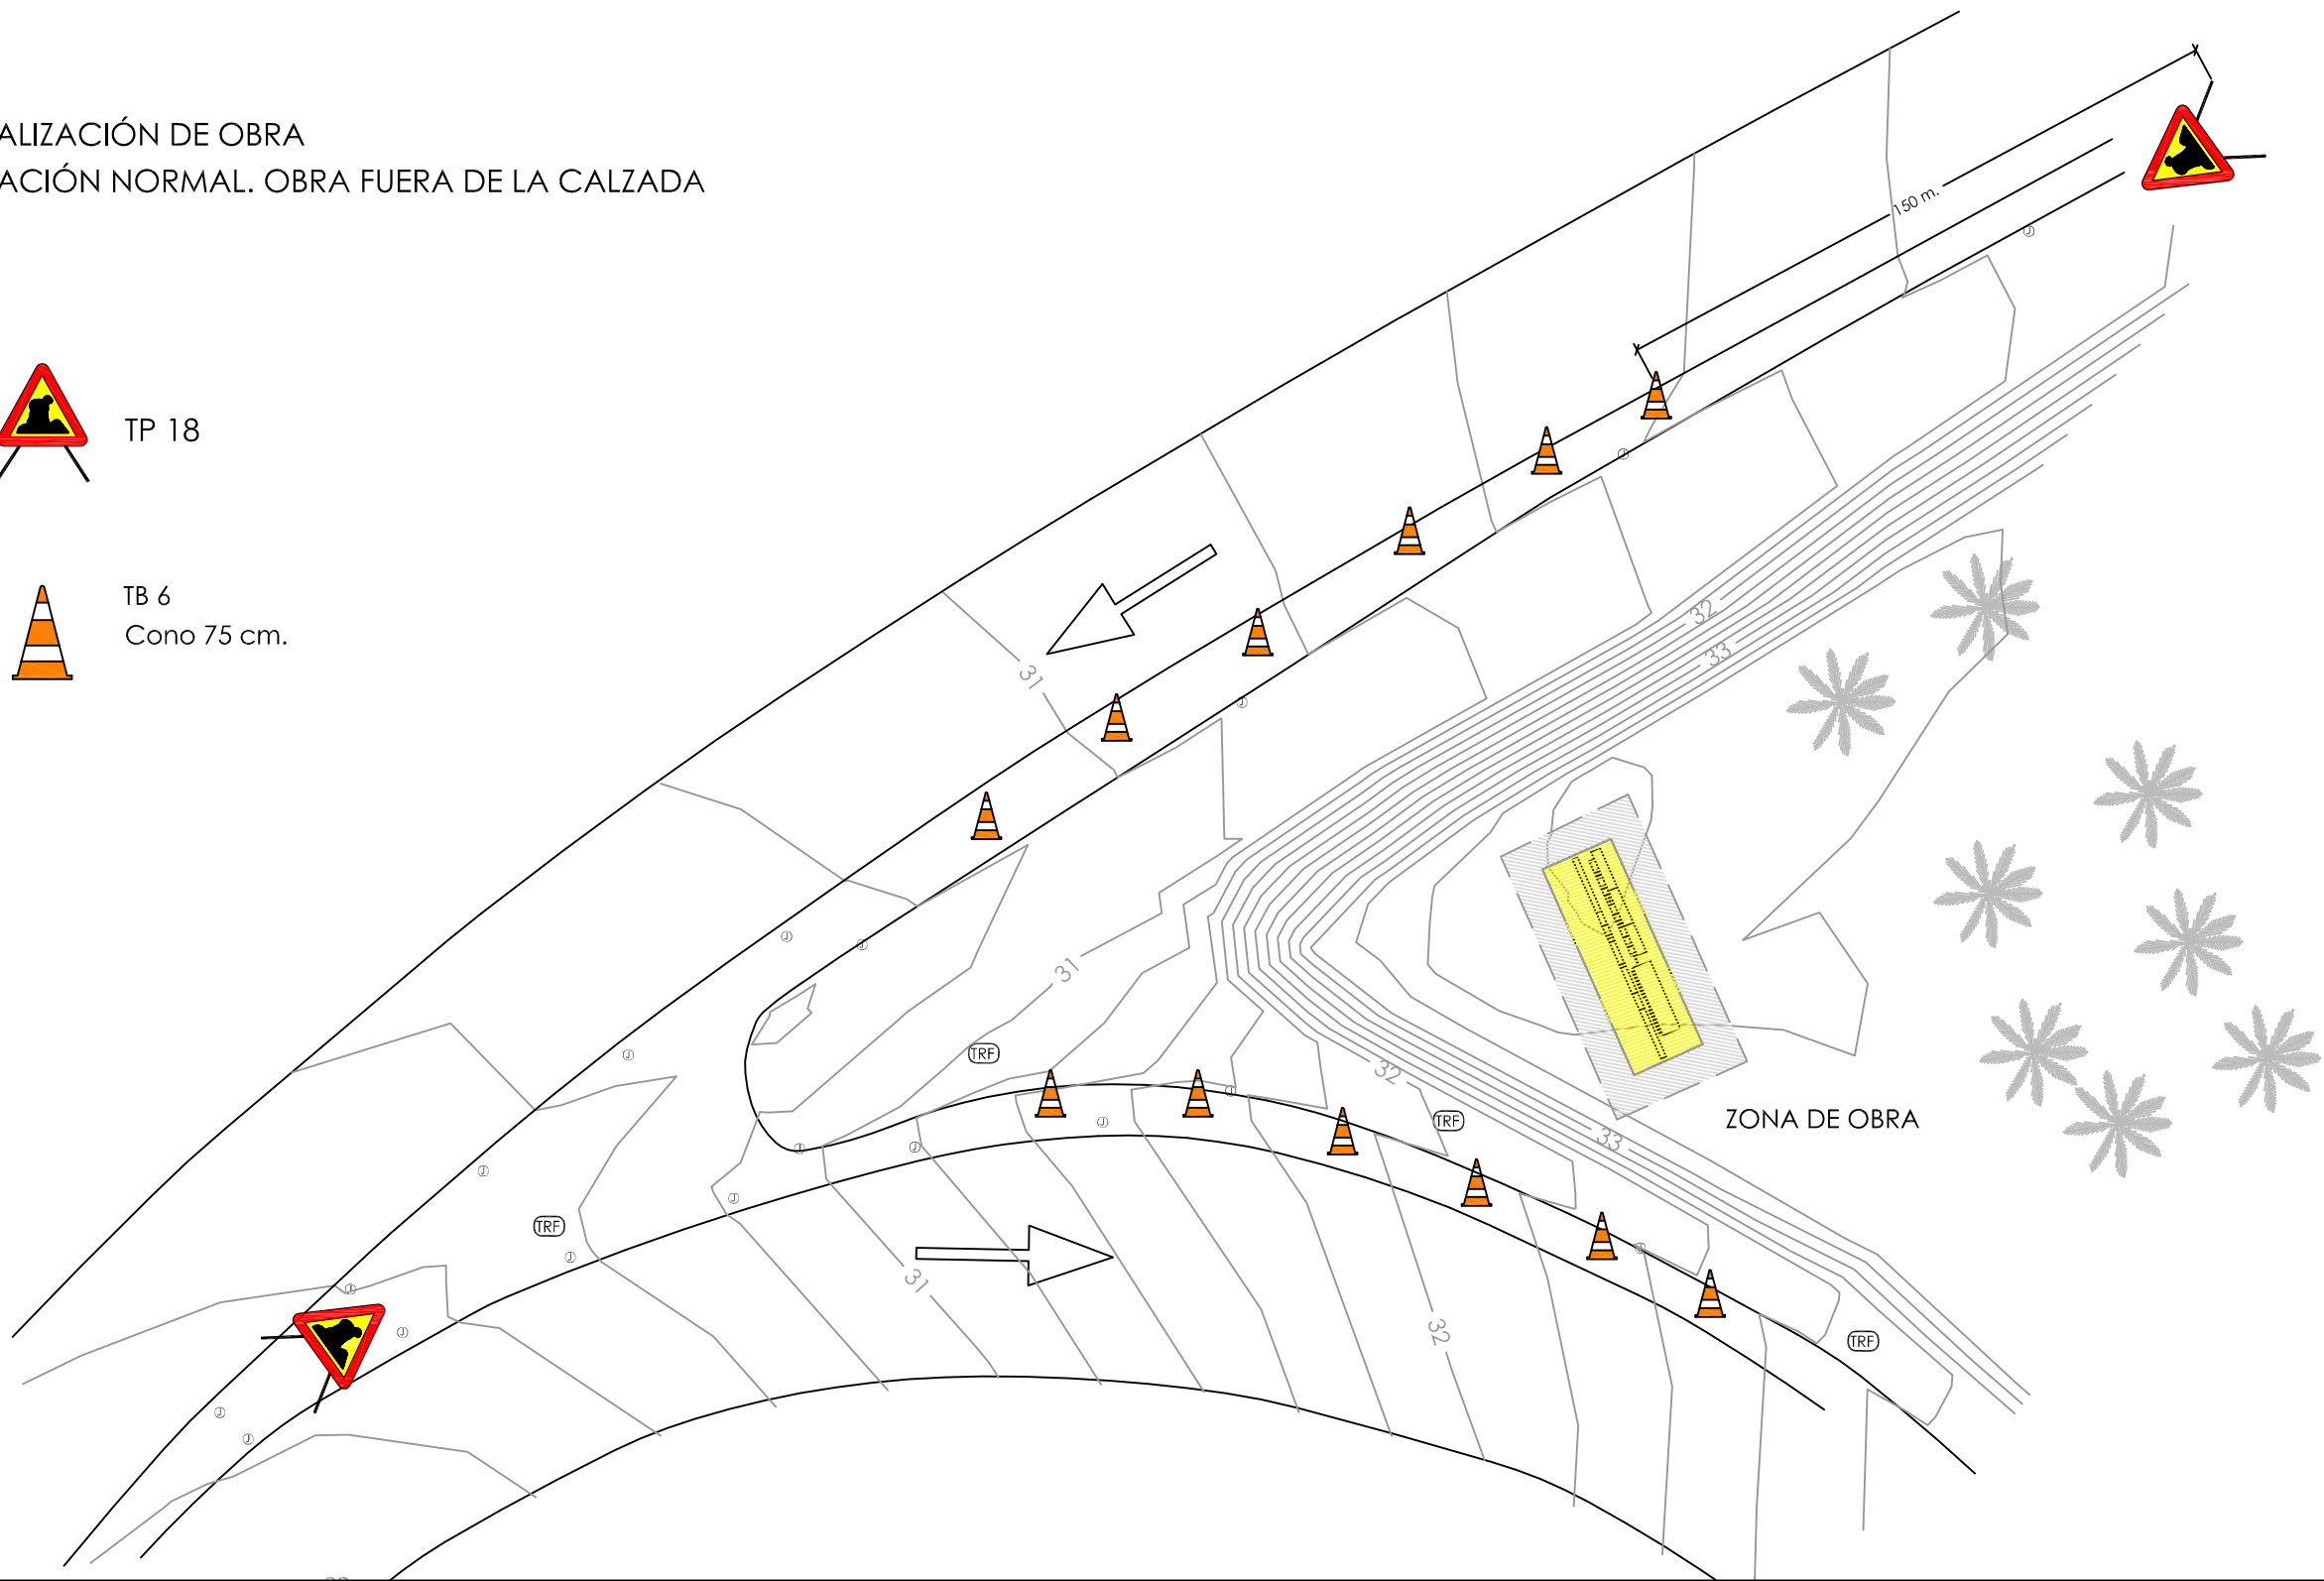 ALIZACIÓN DE OBRA
ACIÓN NORMAL. OBRA FUERA DE LA CALZADA
150 m.
TP 18
TB 6
Cono 75 cm.
32
33
31
31
TRF
32
TRF
ZONA DE OBRA
33
TRF
31
32
TRF